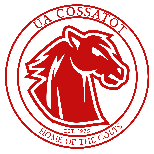 UA COSSATOT
EST. 1975
HOME OF THE COLTS